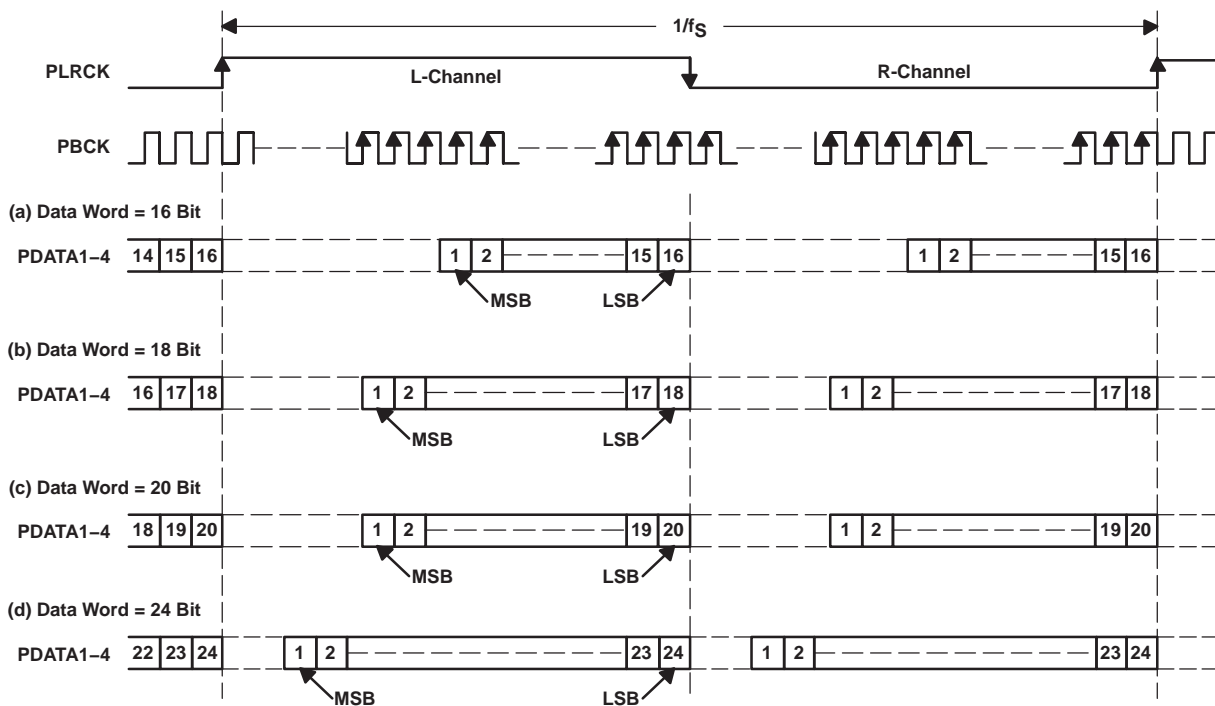 1/fS
PLRCK
L-Channel
R-Channel
PBCK
(a) Data Word = 16 Bit
PDATA1−4 14 15 16 1 2 15 16 1 2 15 16
MSB LSB
(b) Data Word = 18 Bit
PDATA1−4 16 17 18 1 2 17 18 1 2 17 18
MSB LSB
(c) Data Word = 20 Bit
PDATA1−4 18 19 20 1 2 19 20 1 2 19 20
MSB LSB
(d) Data Word = 24 Bit
PDATA1−4 22 23 24 1 2 23 24 1 2 23 24
MSB LSB